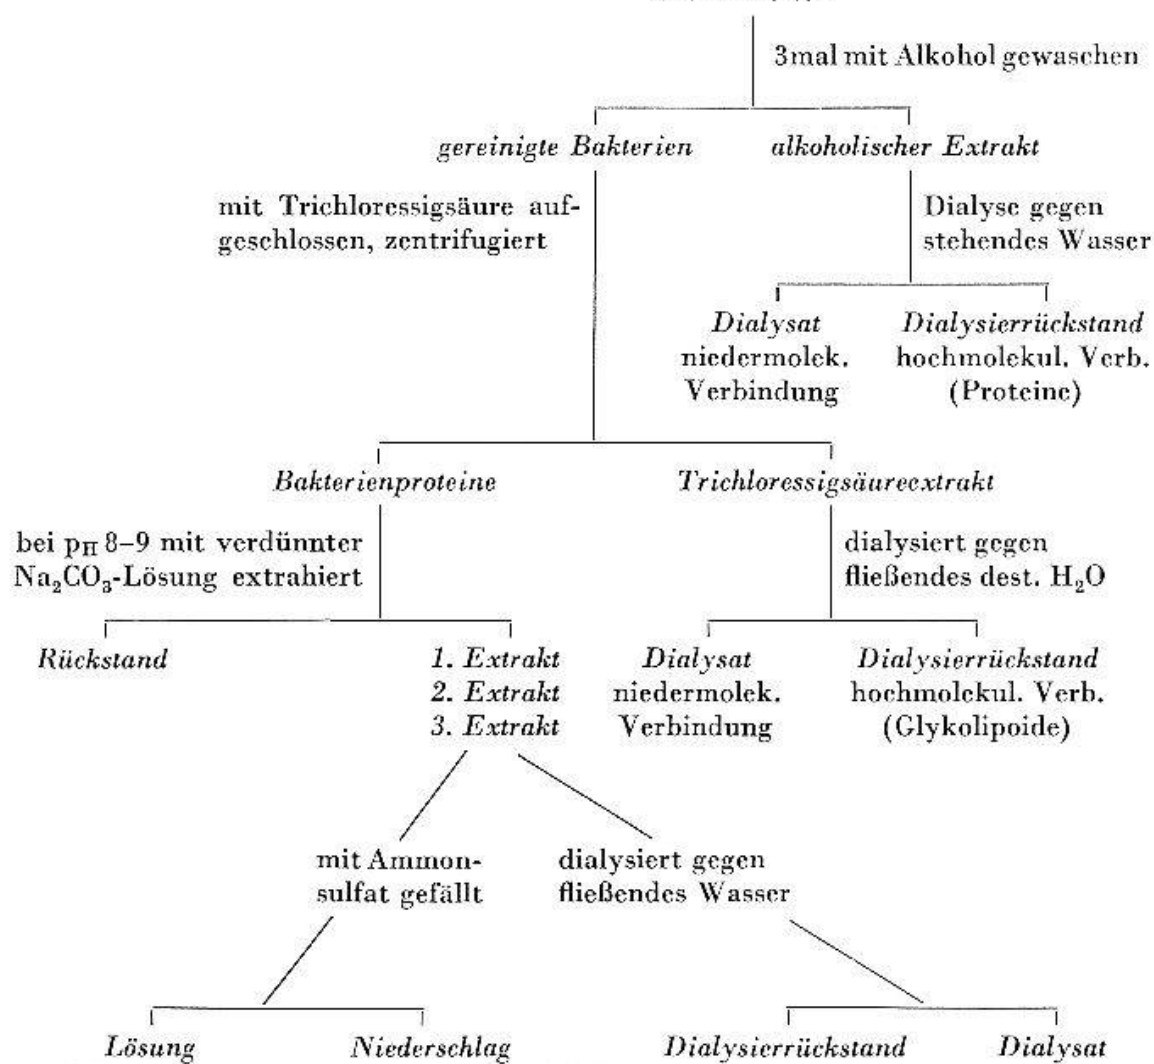 3mal mit Alkohol gewaschen
gereinigte Bakterien
alkoholischer Extrakt
mit Trichloressigsäure auf-
geschlossen, zentrifugiert
Dialyse gegen
stehendes Wasser
Dialysat
niedermolek.
Verbindung
Dialysierrückstand
hochmolekul. Verb.
(Proteine)
Bakterienproteine
Trichloressigsäureextrakt
bei pH 8–9 mit verdünnter
Na₂CO₃-Lösung extrahiert
dialysiert gegen
fließendes dest. H₂O
Rückstand
1. Extrakt
2. Extrakt
3. Extrakt
Dialysat
niedermolek.
Verbindung
Dialysierrückstand
hochmolekul. Verb.
(Glykolipoide)
mit Ammon-
sulfat gefällt
dialysiert gegen
fließendes Wasser
Lösung
Niederschlag
Dialysierrückstand
Dialysat